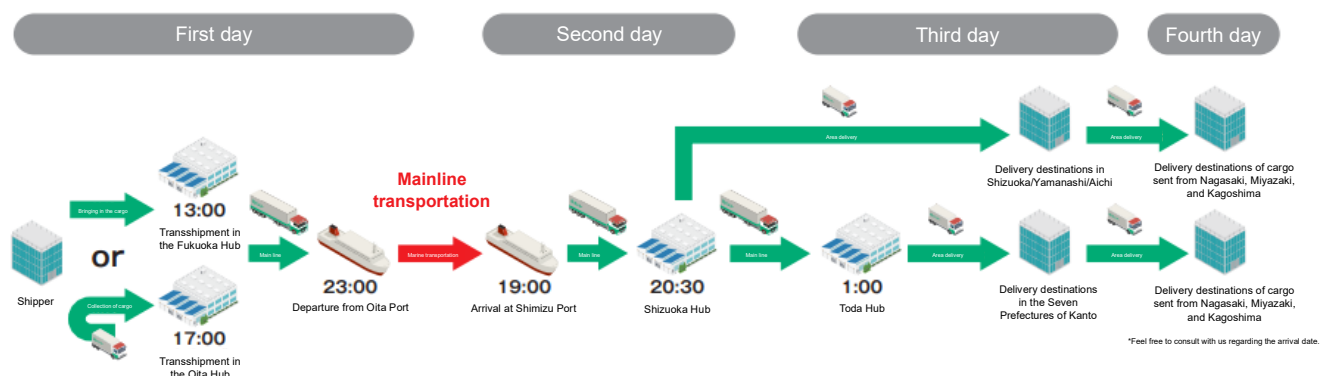 First day
Second day
Third day
Fourth day
Area delivery
Area delivery
Mainline
transportation
Delivery destinations in
Shizuoka/Yamanashi/Aichi
Delivery destinations of cargo
sent from Nagasaki, Miyazaki,
and Kagoshima
Bringing in the cargo
13:00
Transshipment in
the Fukuoka Hub
or
Shipper
Main line
Marine transportation
Main line
Main line
Area delivery
Area delivery
23:00
Departure from Oita Port
19:00
Arrival at Shimizu Port
20:30
Shizuoka Hub
1:00
Toda Hub
Delivery destinations
in the Seven
Prefectures of Kanto
Delivery destinations of cargo
sent from Nagasaki, Miyazaki,
and Kagoshima
Collection of cargo
17:00
Transshipment in
the Oita Hub
*Feel free to consult with us regarding the arrival date.